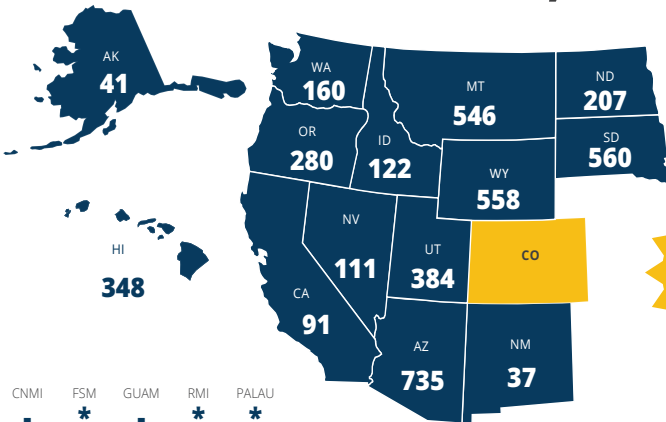 AK
41
WA
160
MT
546
ND
207
OR
280
ID
122
SD
560
WY
558
NV
111
UT
384
CO
HI
348
CA
91
AZ
735
NM
37
CNMI FSM GUAM RMI PALAU
- * - * *